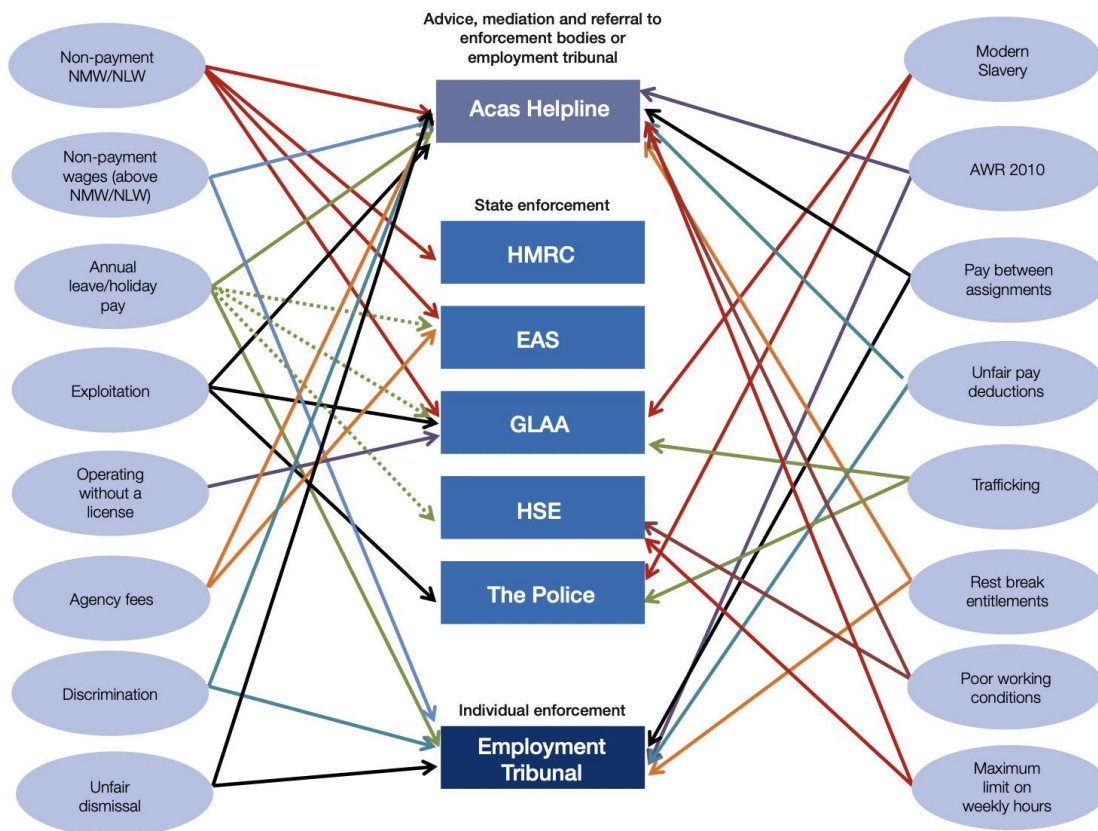 Advice, mediation and referral to
enforcement bodies or
employment tribunal
Acas Helpline
State enforcement
HMRC
EAS
GLAA
HSE
The Police
Individual enforcement
Employment
Tribunal
Non-payment
NMW/NLW
Non-payment
wages (above
NMW/NLW)
Annual
leave/holiday
pay
Exploitation
Operating
without a
license
Agency fees
Discrimination
Unfair
dismissal
Modern
Slavery
AWR 2010
Pay between
assignments
Unfair pay
deductions
Trafficking
Rest break
entitlements
Poor working
conditions
Maximum
limit on
weekly hours